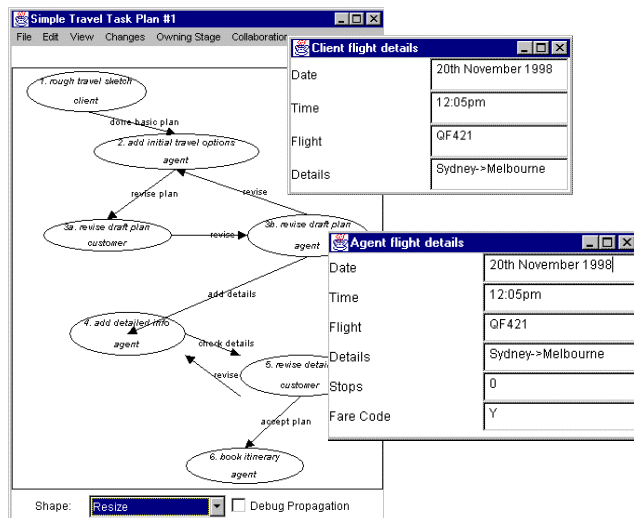 Simple Travel Task Plan #1
File Edit View Changes Owning Stage Collaboration
1. rough travel sketch
client
done basic plan
2. add initial travel options
agent
revise plan
revise
3a. revise draft plan
customer
revise
3b. revise draft plan
agent
add details
4. add detailed info
agent
check details
revise
5. revise detai
customer
accept plan
6. book itinerary
agent
Shape: Resize Debug Propagation
Client flight details
Date 20th November 1998
Time 12:05pm
Flight QF421
Details Sydney->Melbourne
Agent flight details
Date 20th November 1998
Time 12:05pm
Flight QF421
Details Sydney->Melbourne
Stops 0
Fare Code Y